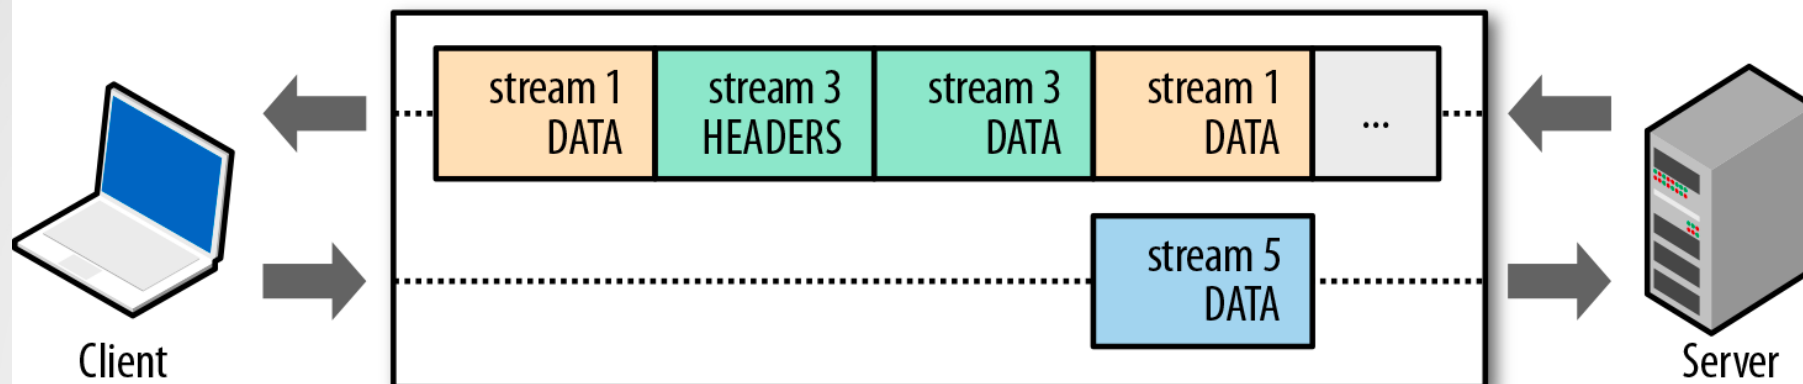 stream 1
DATA
stream 3
HEADERS
stream 3
DATA
stream 1
DATA
...
stream 5
DATA
Client
Server